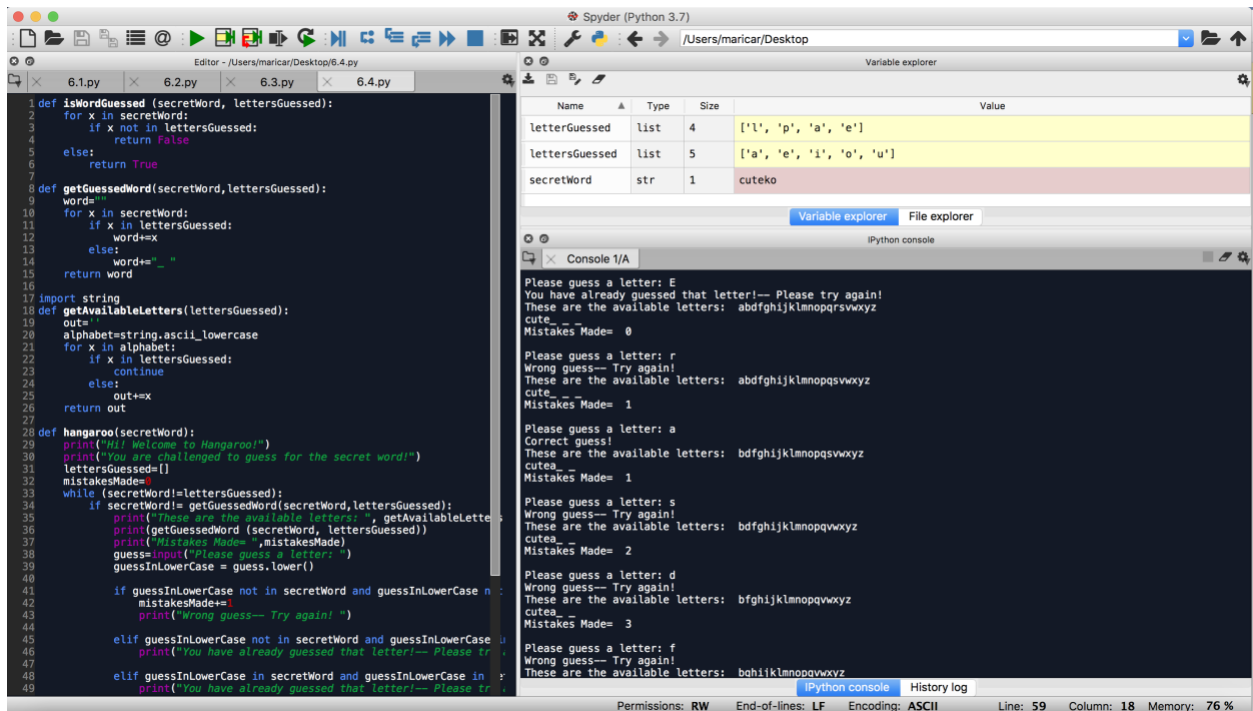 Spyder (Python 3.7)
/Users/maricar/Desktop
Editor - /Users/maricar/Desktop/6.4.py
6.1.py 6.2.py 6.3.py 6.4.py
1 def isWordGuessed (secretWord, lettersGuessed):
2 for x in secretWord:
3 if x not in lettersGuessed:
4 return False
5 else:
6 return True
7
8 def getGuessedWord(secretWord,lettersGuessed):
9 word=""
10 for x in secretWord:
11 if x in lettersGuessed:
12 word+=x
13 else:
14 word+="_ "
15 return word
16
17 import string
18 def getAvailableLetters(lettersGuessed):
19 out=''
20 alphabet=string.ascii_lowercase
21 for x in alphabet:
22 if x in lettersGuessed:
23 continue
24 else:
25 out+=x
26 return out
27
28 def hangaroo(secretWord):
29 print("Hi! Welcome to Hangaroo!")
30 print("You are challenged to guess for the secret word!")
31 lettersGuessed=[]
32 mistakesMade=0
33 while (secretWord!=lettersGuessed):
34 if secretWord!= getGuessedWord(secretWord,lettersGuessed):
35 print("These are the available letters: ", getAvailableLette
36 print(getGuessedWord (secretWord, lettersGuessed))
37 print("Mistakes Made= ",mistakesMade)
38 guess=input("Please guess a letter: ")
39 guessInLowerCase = guess.lower()
40
41 if guessInLowerCase not in secretWord and guessInLowerCase n
42 mistakesMade+=1
43 print("Wrong guess-- Try again! ")
44
45 elif guessInLowerCase not in secretWord and guessInLowerCase
46 print("You have already guessed that letter!-- Please tr
47
48 elif guessInLowerCase in secretWord and guessInLowerCase in
49 print("You have already guessed that letter!-- Please tr
Variable explorer
Name Type Size Value
letterGuessed list 4 ['l', 'p', 'a', 'e']
lettersGuessed list 5 ['a', 'e', 'i', 'o', 'u']
secretWord str 1 cuteko
Variable explorer File explorer
IPython console
Console 1/A
Please guess a letter: E
You have already guessed that letter!-- Please try again!
These are the available letters: abdfghijklmnopqrsvwxyz
cute_ _ _
Mistakes Made= 0
Please guess a letter: r
Wrong guess-- Try again!
These are the available letters: abdfghijklmnopqsvwxyz
cute_ _ _
Mistakes Made= 1
Please guess a letter: a
Correct guess!
These are the available letters: bdfghijklmnopqsvwxyz
cutea_ _
Mistakes Made= 1
Please guess a letter: s
Wrong guess-- Try again!
These are the available letters: bdfghijklmnopqvwxyz
cutea_ _
Mistakes Made= 2
Please guess a letter: d
Wrong guess-- Try again!
These are the available letters: bfghijklmnopqvwxyz
cutea_ _
Mistakes Made= 3
Please guess a letter: f
Wrong guess-- Try again!
These are the available letters: bghijklmnopqvwxyz
IPython console History log
Permissions: RW End-of-lines: LF Encoding: ASCII Line: 59 Column: 18 Memory: 76 %